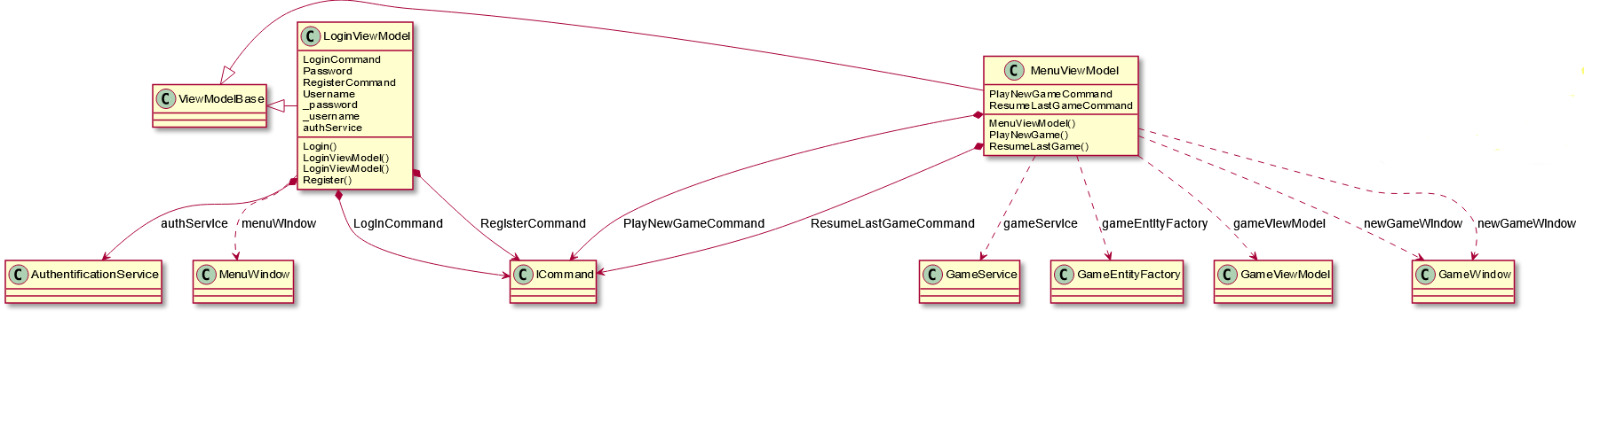 C LoginViewModel
LoginCommand
Password
RegisterCommand
Username
_password
_username
authService
Login()
LoginViewModel()
LoginViewModel()
Register()
C MenuViewModel
PlayNewGameCommand
ResumeLastGameCommand
MenuViewModel()
PlayNewGame()
ResumeLastGame()
C ViewModelBase
authService
menuWindow
LoginCommand
RegisterCommand
PlayNewGameCommand
ResumeLastGameCommand
gameService
gameEntityFactory
gameViewModel
newGameWindow
newGameWindow
C AuthentificationService
C MenuWindow
C ICommand
C GameService
C GameEntityFactory
C GameViewModel
C GameWindow